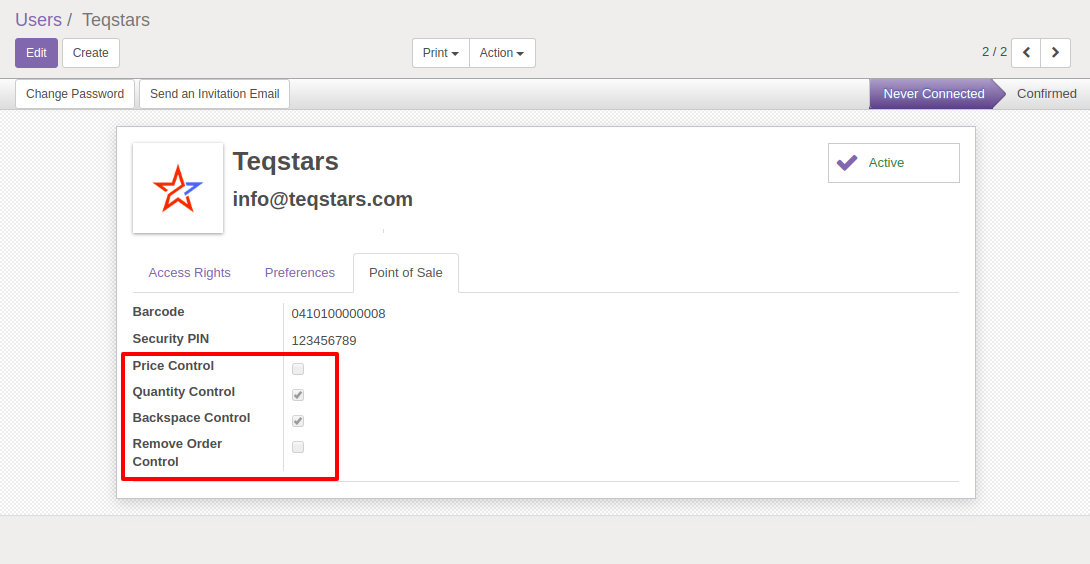 Users / Teqstars
Edit Create Print Action 2 / 2
Change Password Send an Invitation Email Never Connected Confirmed
Teqstars
Active
info@teqstars.com
Access Rights Preferences Point of Sale
Barcode 0410100000008
Security PIN 123456789
Price Control
Quantity Control
Backspace Control
Remove Order
Control